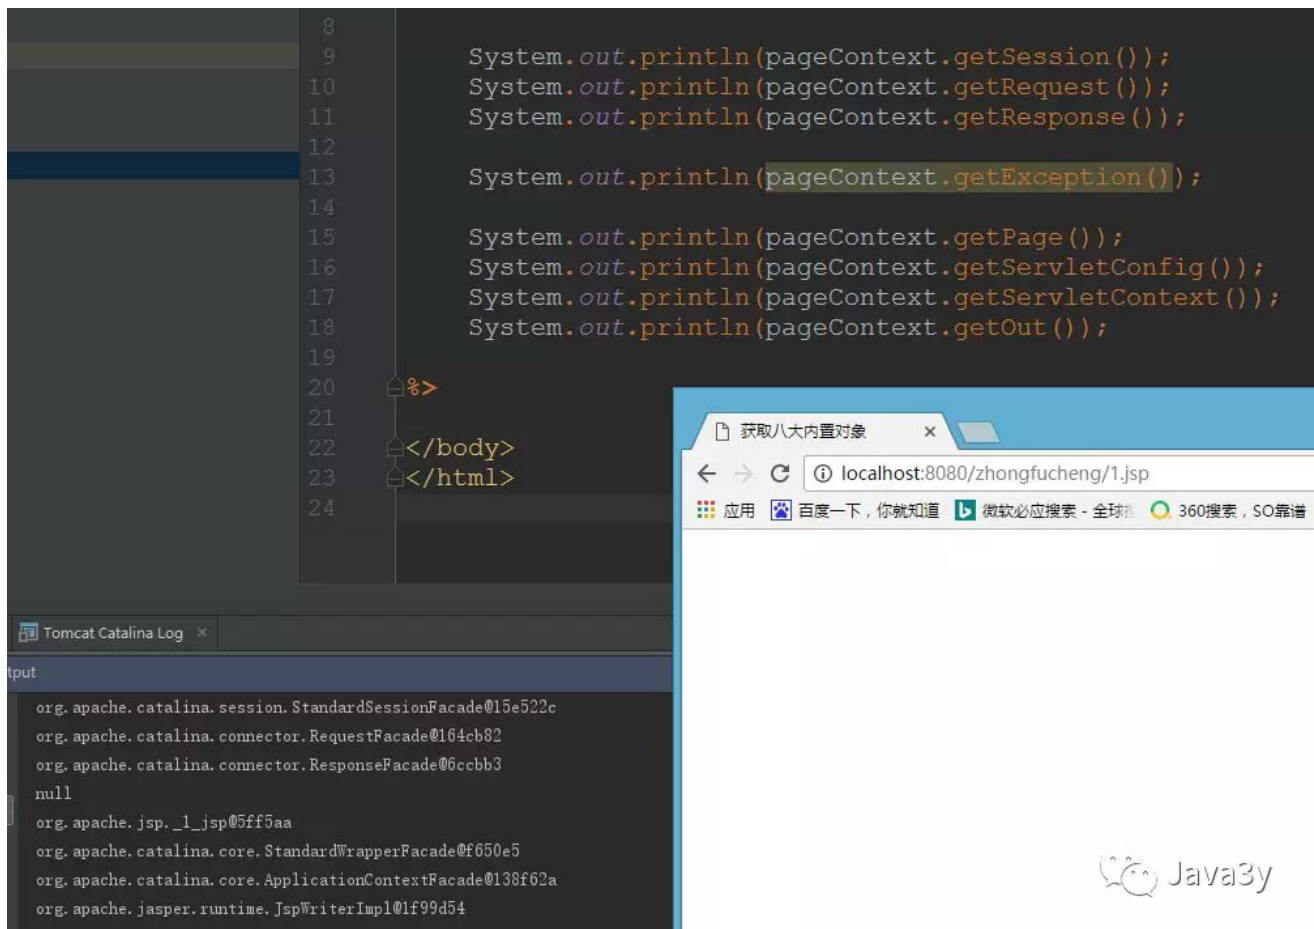 8
9 System.out.println(pageContext.getSession());
10 System.out.println(pageContext.getRequest());
11 System.out.println(pageContext.getResponse());
12
13 System.out.println(pageContext.getException());
14
15 System.out.println(pageContext.getPage());
16 System.out.println(pageContext.getServletConfig());
17 System.out.println(pageContext.getServletContext());
18 System.out.println(pageContext.getOut());
19
20 %>
21
22 </body>
23 </html>
24
获取八大内置对象
localhost:8080/zhongfucheng/1.jsp
应用 百度一下，你就知道 微软必应搜索 - 全球 360搜索，SO靠谱
Tomcat Catalina Log
tput
org.apache.catalina.session.StandardSessionFacade@15e522c
org.apache.catalina.connector.RequestFacade@164cb82
org.apache.catalina.connector.ResponseFacade@6ccbb3
null
org.apache.jsp._1_jsp@5ff5aa
org.apache.catalina.core.StandardWrapperFacade@f650e5
org.apache.catalina.core.ApplicationContextFacade@138f62a
org.apache.jasper.runtime.JspWriterImpl@1f99d54
Java3y